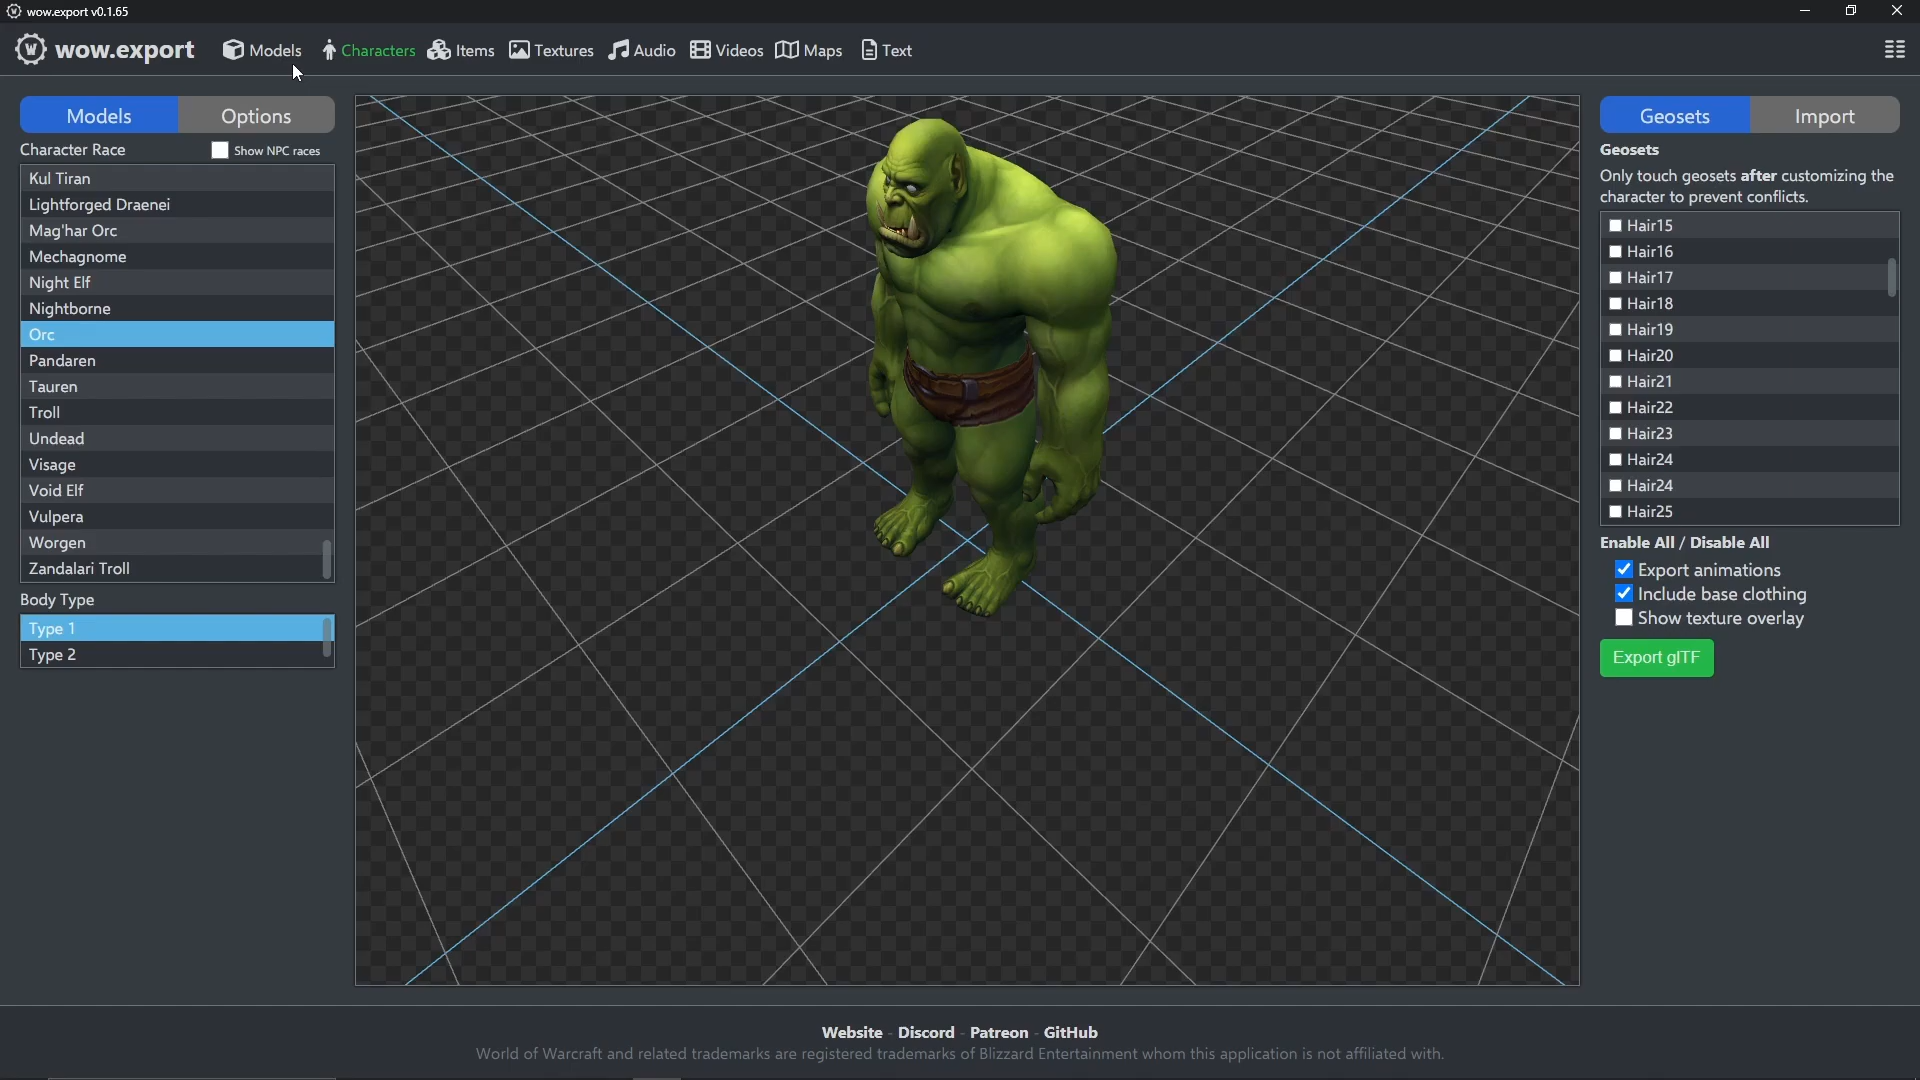 wow.export v0.1.65
wow.export Models Characters Items Textures Audio Videos Maps Text
Models Options
Character Race Show NPC races
Kul Tiran
Lightforged Draenei
Mag'har Orc
Mechagnome
Night Elf
Nightborne
Orc
Pandaren
Tauren
Troll
Undead
Visage
Void Elf
Vulpera
Worgen
Zandalari Troll
Body Type
Type 1
Type 2
Geosets Import
Geosets
Only touch geosets after customizing the
character to prevent conflicts.
Hair15
Hair16
Hair17
Hair18
Hair19
Hair20
Hair21
Hair22
Hair23
Hair24
Hair24
Hair25
Enable All / Disable All
Export animations
Include base clothing
Show texture overlay
Export glTF
Website - Discord - Patreon - GitHub
World of Warcraft and related trademarks are registered trademarks of Blizzard Entertainment whom this application is not affiliated with.